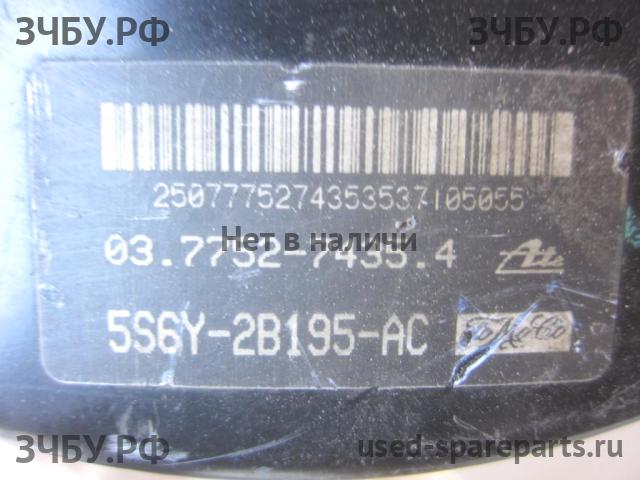 ЗЧБУ.РФ ЗЧБУ.РФ
2507775274353537105055
Нет в наличи
03.7752-7435.4 Ate
5S6Y-2B195-AC FoMoCo
ЗЧБУ.РФ used-spareparts.ru